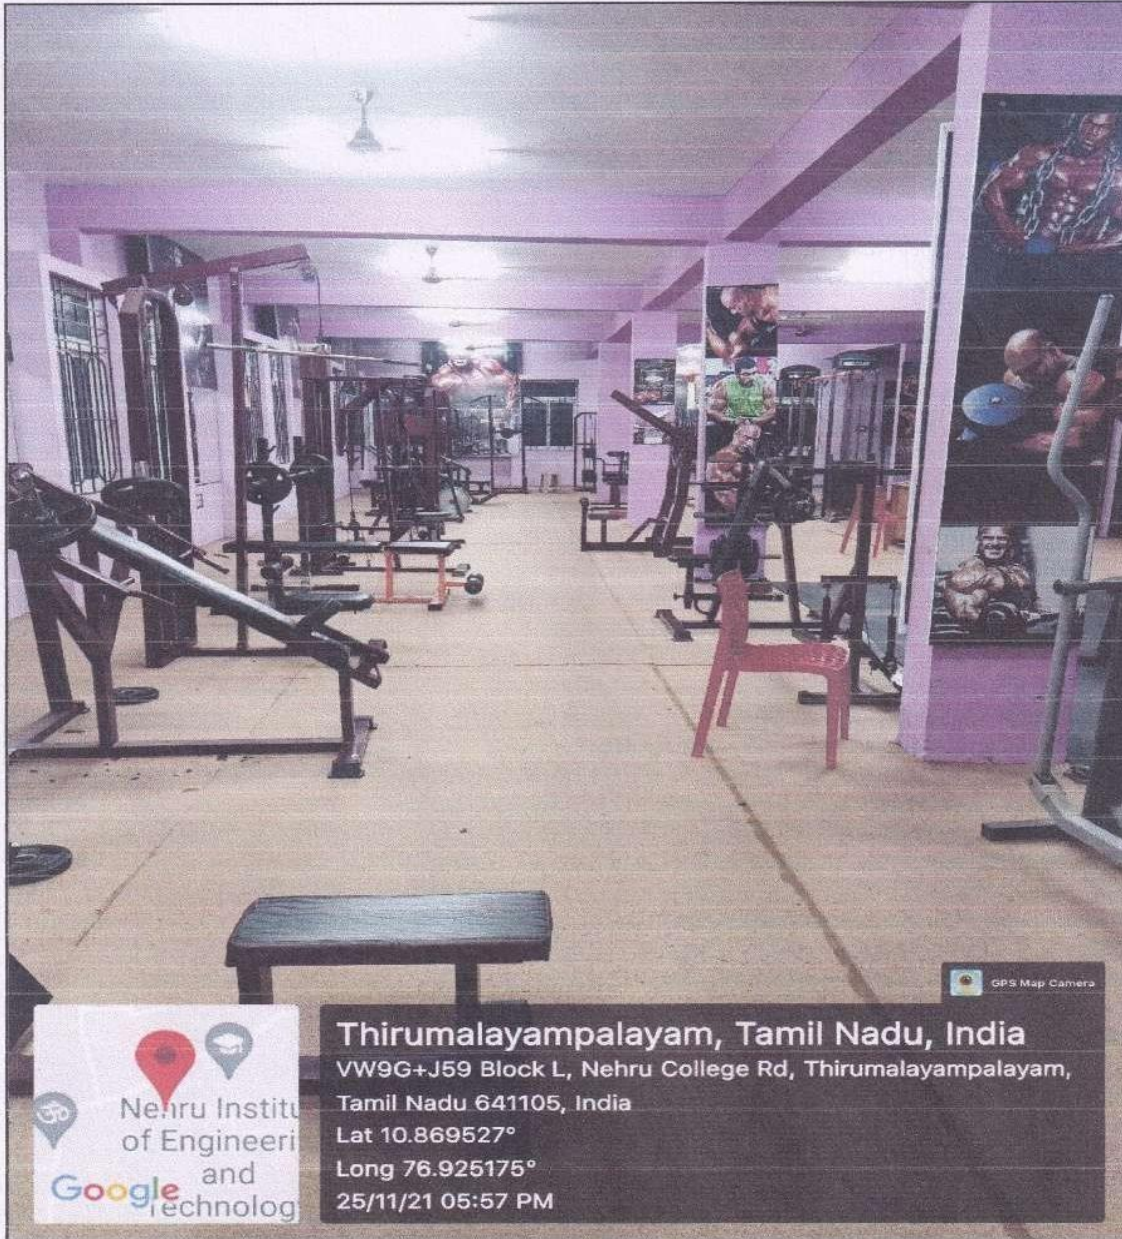 GPS Map Camera
Thirumalayampalayam, Tamil Nadu, India
VW9G+J59 Block L, Nehru College Rd, Thirumalayampalayam,
Tamil Nadu 641105, India
Lat 10.869527°
Long 76.925175°
25/11/21 05:57 PM
Nehru Institu
of Engineeri
and
Technolog
Google